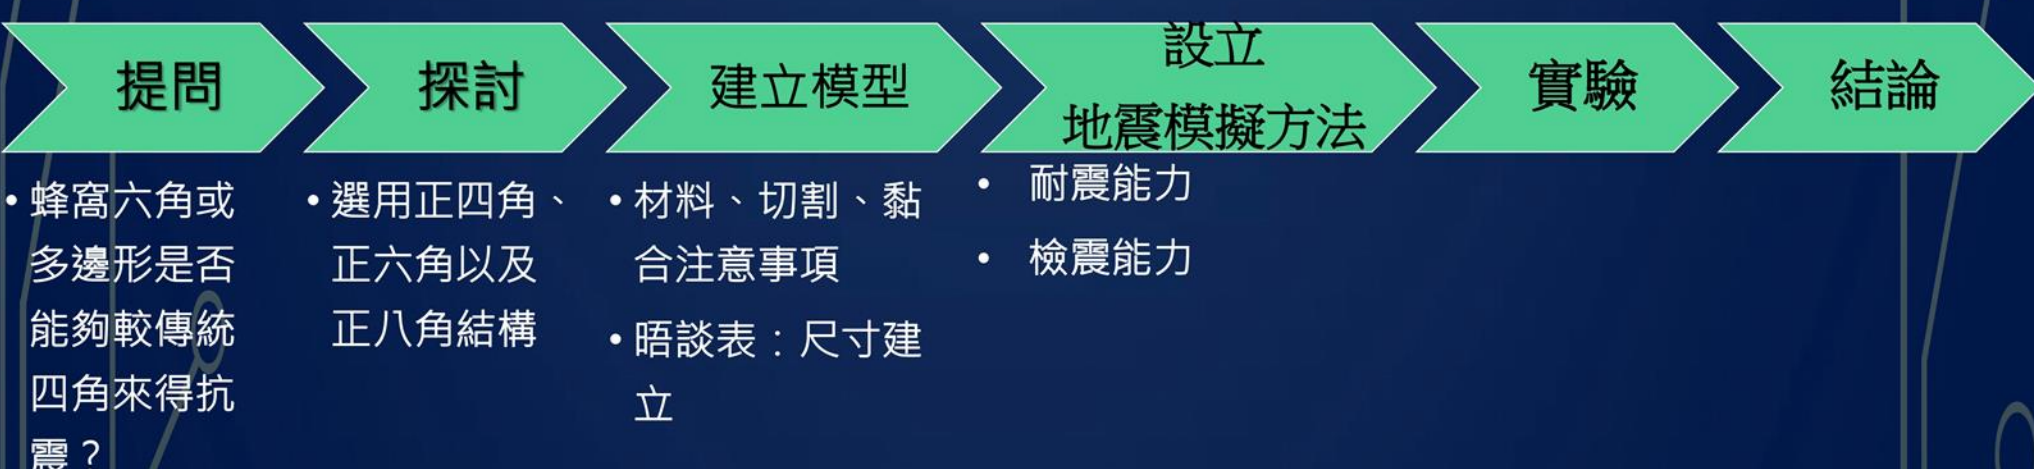 提問
探討
建立模型
設立
地震模擬方法
實驗
結論
• 蜂窩六角或
多邊形是否
能夠較傳統
四角來得抗
震？
• 選用正四角、
正六角以及
正八角結構
• 材料、切割、黏
合注意事項
• 晤談表：尺寸建
立
• 耐震能力
• 檢震能力